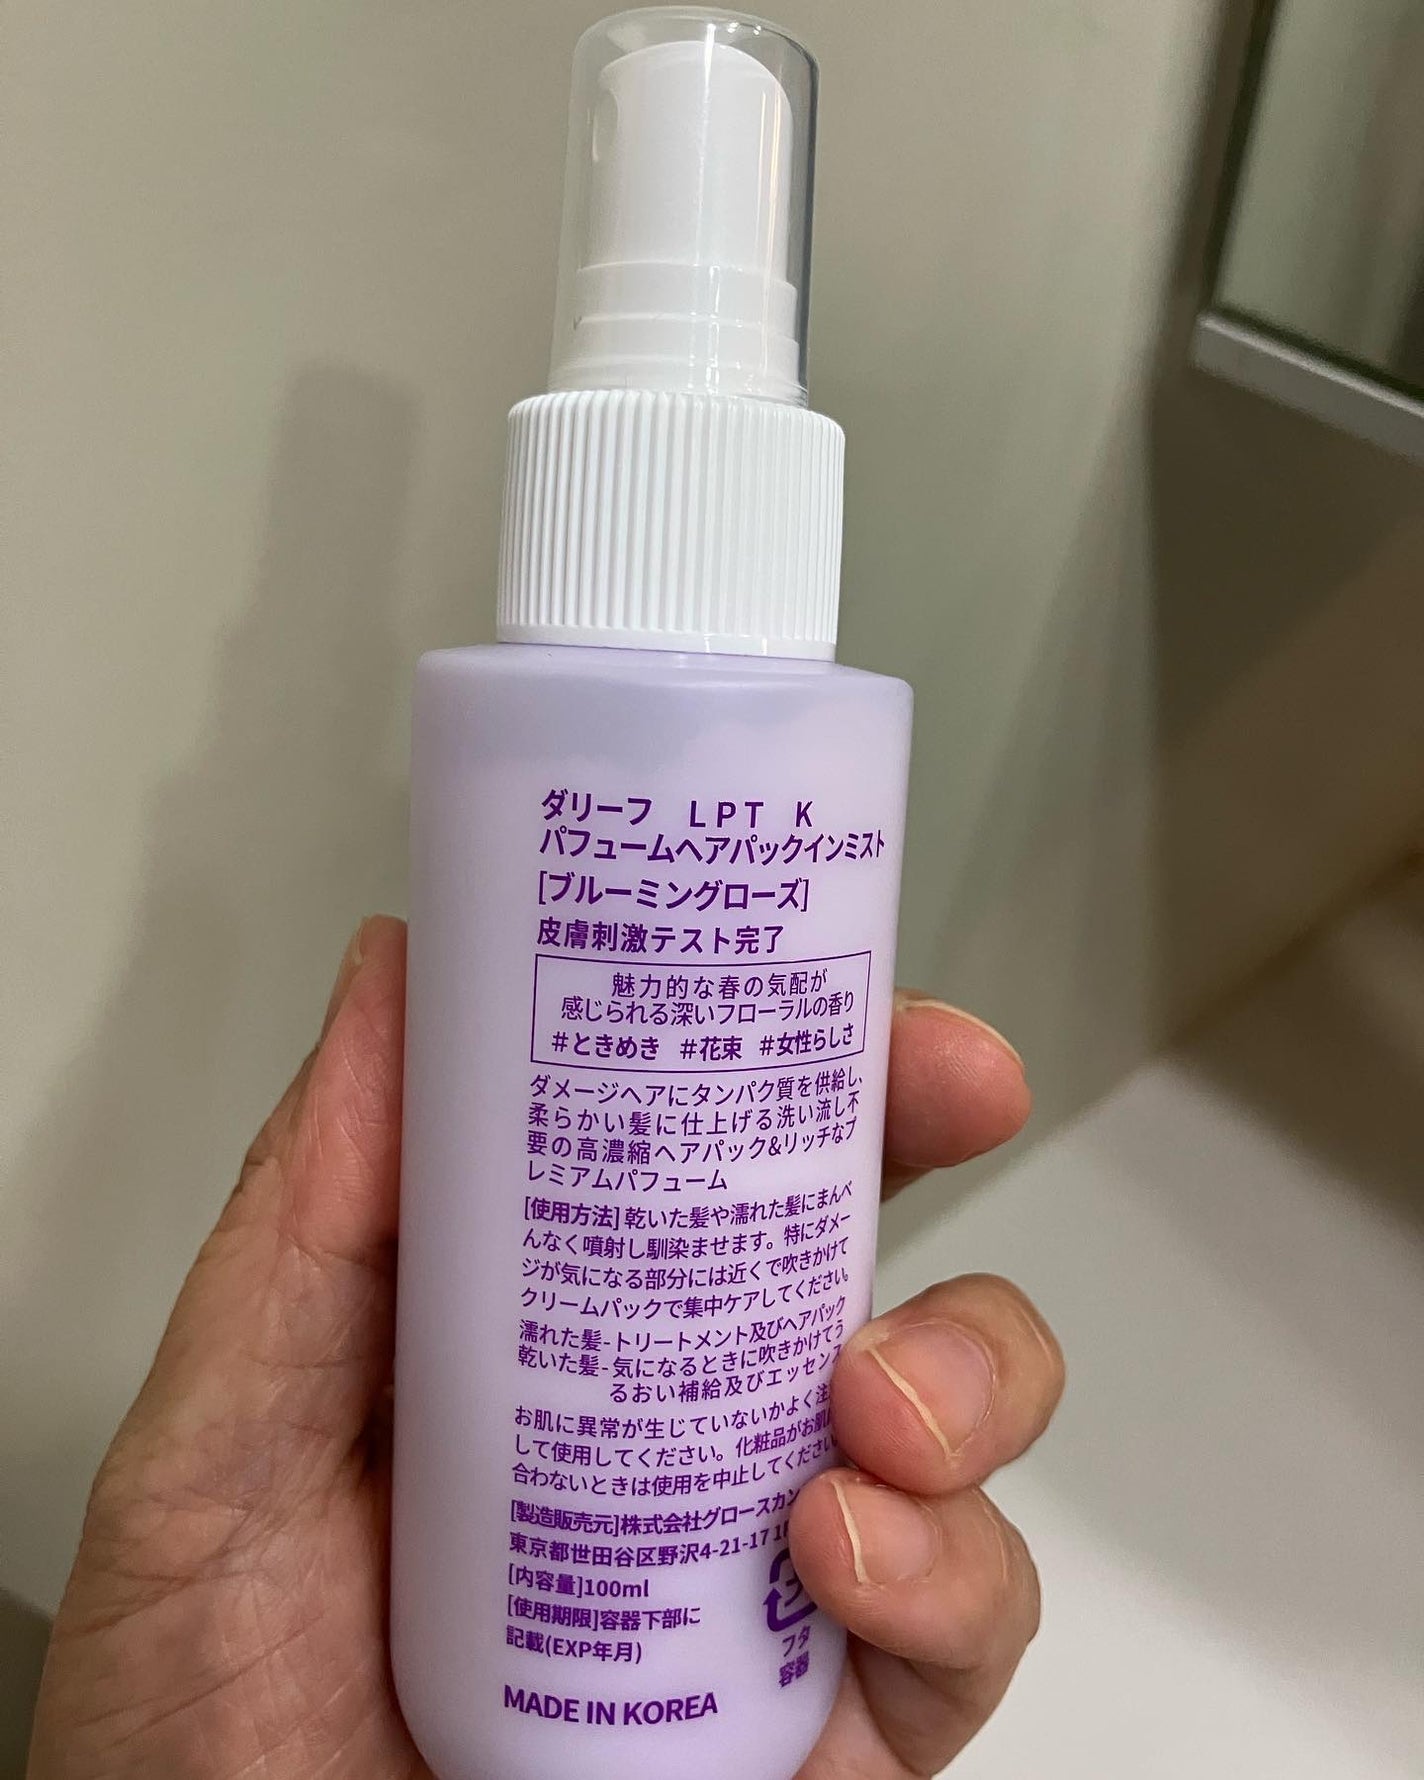 ダリーフ　LPT　K
パフュームヘアパックインミスト
[ブルーミングローズ]
皮膚刺激テスト完了
魅力的な春の気配が
感じられる深いフローラルの香り
#ときめき #花束 #女性らしさ
ダメージヘアにタンパク質を供給し、
柔らかい髪に仕上げる洗い流し不
要の高濃縮ヘアパック&リッチなプ
レミアムパフューム
[使用方法]乾いた髪や濡れた髪にまんべ
んなく噴射し馴染ませます。特にダメー
ジが気になる部分には近くで吹きかけて
クリームパックで集中ケアしてください。
濡れた髪-トリートメント及びヘアパック
乾いた髪-気になるときに吹きかけてう
るおい補給及びエッセンス
お肌に異常が生じていないかよく注
して使用してください。化粧品がお肌
合わないときは使用を中止してください
[製造販売元]株式会社グロースカン
東京都世田谷区野沢4-21-17
[内容量]100ml
[使用期限]容器下部に
記載(EXP年月)
フタ
容器
MADE IN KOREA